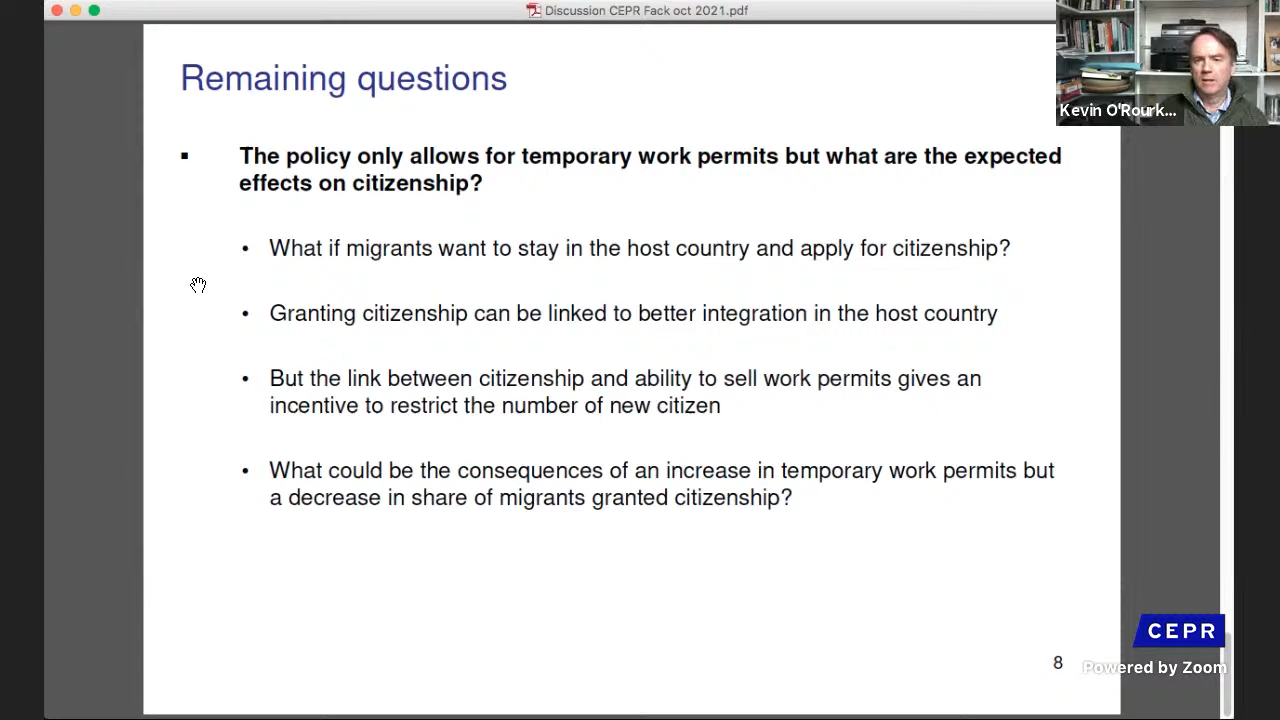 Discussion CEPR Fack oct 2021.pdf
Remaining questions
Kevin O'Rourk...
▪ The policy only allows for temporary work permits but what are the expected
effects on citizenship?
• What if migrants want to stay in the host country and apply for citizenship?
• Granting citizenship can be linked to better integration in the host country
• But the link between citizenship and ability to sell work permits gives an
incentive to restrict the number of new citizen
• What could be the consequences of an increase in temporary work permits but
a decrease in share of migrants granted citizenship?
CEPR
8
Powered by Zoom